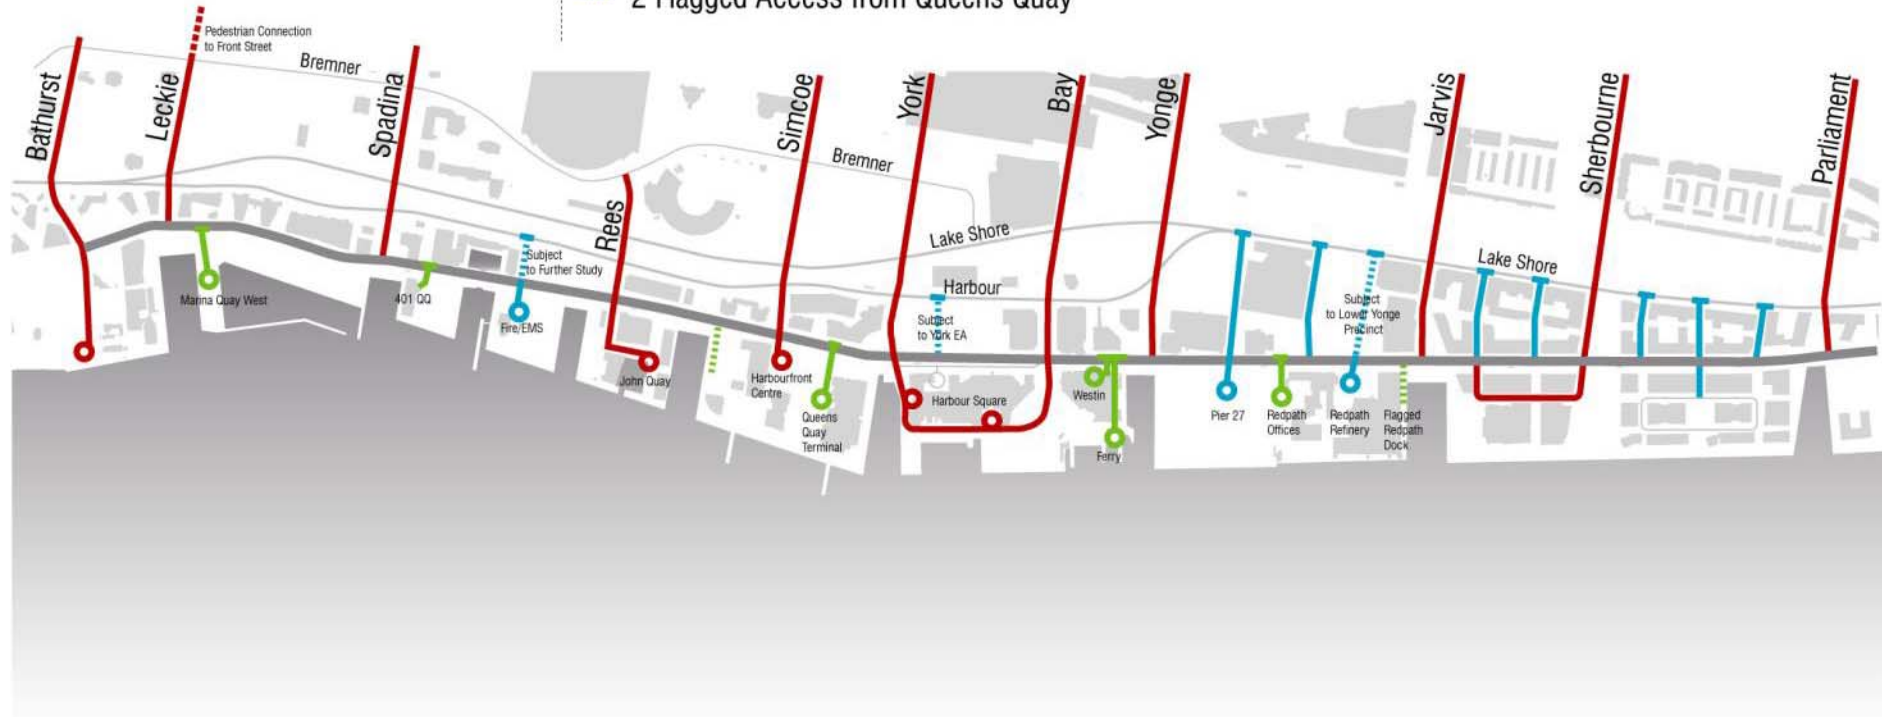 2 Flagged Access from Queens Quay
Pedestrian Connection
to Front Street
Bremner
Bathurst
Leckie
Spadina
Simcoe
York
Bay
Yonge
Jarvis
Sherbourne
Parliament
Bremner
Rees
Lake Shore
Lake Shore
Subject
to Further Study
Harbour
Marina Quay West
401 QQ
Fire/EMS
Subject
to York EA
Subject
to Lower Yonge
Precinct
John Quay
Harbourfront
Centre
Queens
Quay
Terminal
Harbour Square
Westin
Ferry
Pier 27
Redpath
Offices
Redpath
Refinery
Flagged
Redpath
Dock